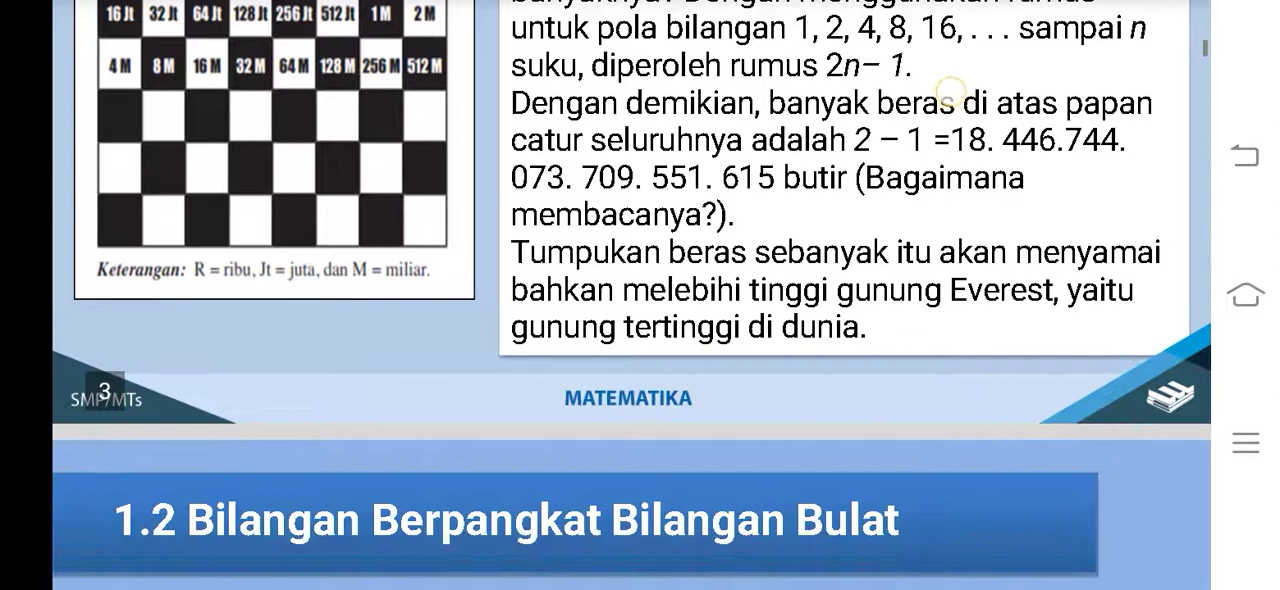 16 Jt 32 Jt 64 Jt 128 Jt 256 Jt 512 Jt 1 M 2 M
4 M 8 M 16 M 32 M 64 M 128 M 256 M 512 M
Keterangan: R = ribu, Jt = juta, dan M = miliar.
untuk pola bilangan 1, 2, 4, 8, 16, . . . sampai n
suku, diperoleh rumus 2n– 1.
Dengan demikian, banyak beras di atas papan
catur seluruhnya adalah 2 – 1 =18. 446.744.
073. 709. 551. 615 butir (Bagaimana
membacanya?).
Tumpukan beras sebanyak itu akan menyamai
bahkan melebihi tinggi gunung Everest, yaitu
gunung tertinggi di dunia.
3
SMP/MTs
MATEMATIKA
1.2 Bilangan Berpangkat Bilangan Bulat